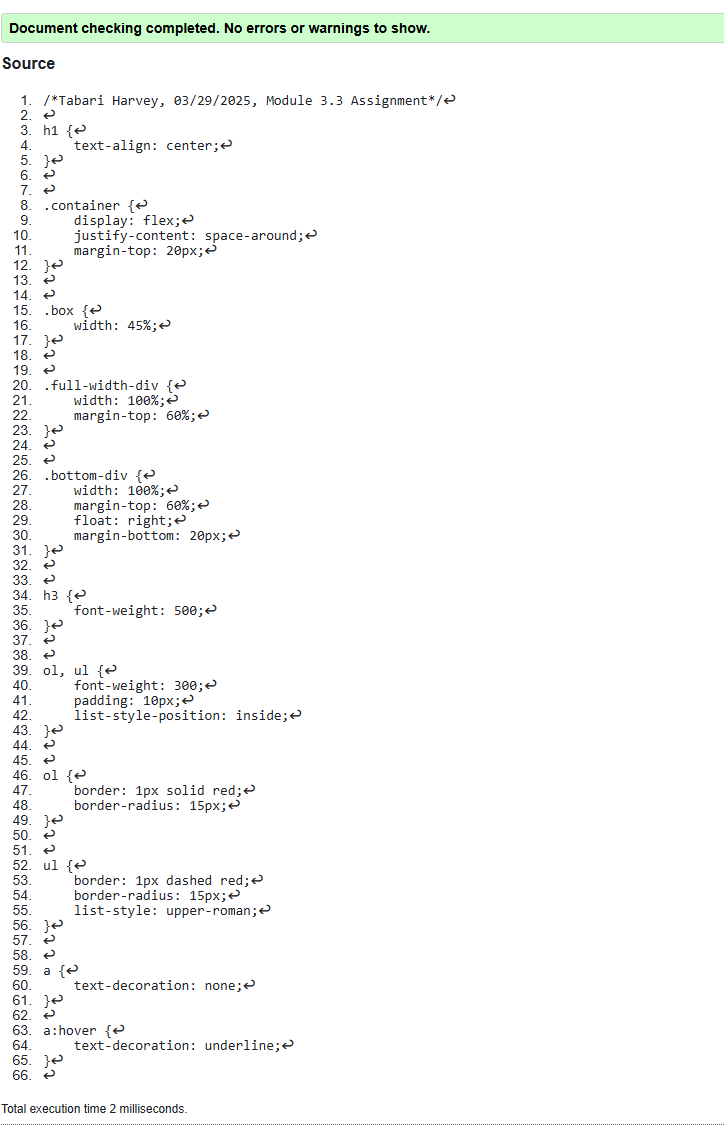 Document checking completed. No errors or warnings to show.
Source
1. /*Tabari Harvey, 03/29/2025, Module 3.3 Assignment*/↩
2. ↩
3. h1 {↩
4.     text-align: center;↩
5. }↩
6. ↩
7. ↩
8. .container {↩
9.     display: flex;↩
10.     justify-content: space-around;↩
11.     margin-top: 20px;↩
12. }↩
13. ↩
14. ↩
15. .box {↩
16.     width: 45%;↩
17. }↩
18. ↩
19. ↩
20. .full-width-div {↩
21.     width: 100%;↩
22.     margin-top: 60%;↩
23. }↩
24. ↩
25. ↩
26. .bottom-div {↩
27.     width: 100%;↩
28.     margin-top: 60%;↩
29.     float: right;↩
30.     margin-bottom: 20px;↩
31. }↩
32. ↩
33. ↩
34. h3 {↩
35.     font-weight: 500;↩
36. }↩
37. ↩
38. ↩
39. ol, ul {↩
40.     font-weight: 300;↩
41.     padding: 10px;↩
42.     list-style-position: inside;↩
43. }↩
44. ↩
45. ↩
46. ol {↩
47.     border: 1px solid red;↩
48.     border-radius: 15px;↩
49. }↩
50. ↩
51. ↩
52. ul {↩
53.     border: 1px dashed red;↩
54.     border-radius: 15px;↩
55.     list-style: upper-roman;↩
56. }↩
57. ↩
58. ↩
59. a {↩
60.     text-decoration: none;↩
61. }↩
62. ↩
63. a:hover {↩
64.     text-decoration: underline;↩
65. }↩
66. ↩
Total execution time 2 milliseconds.